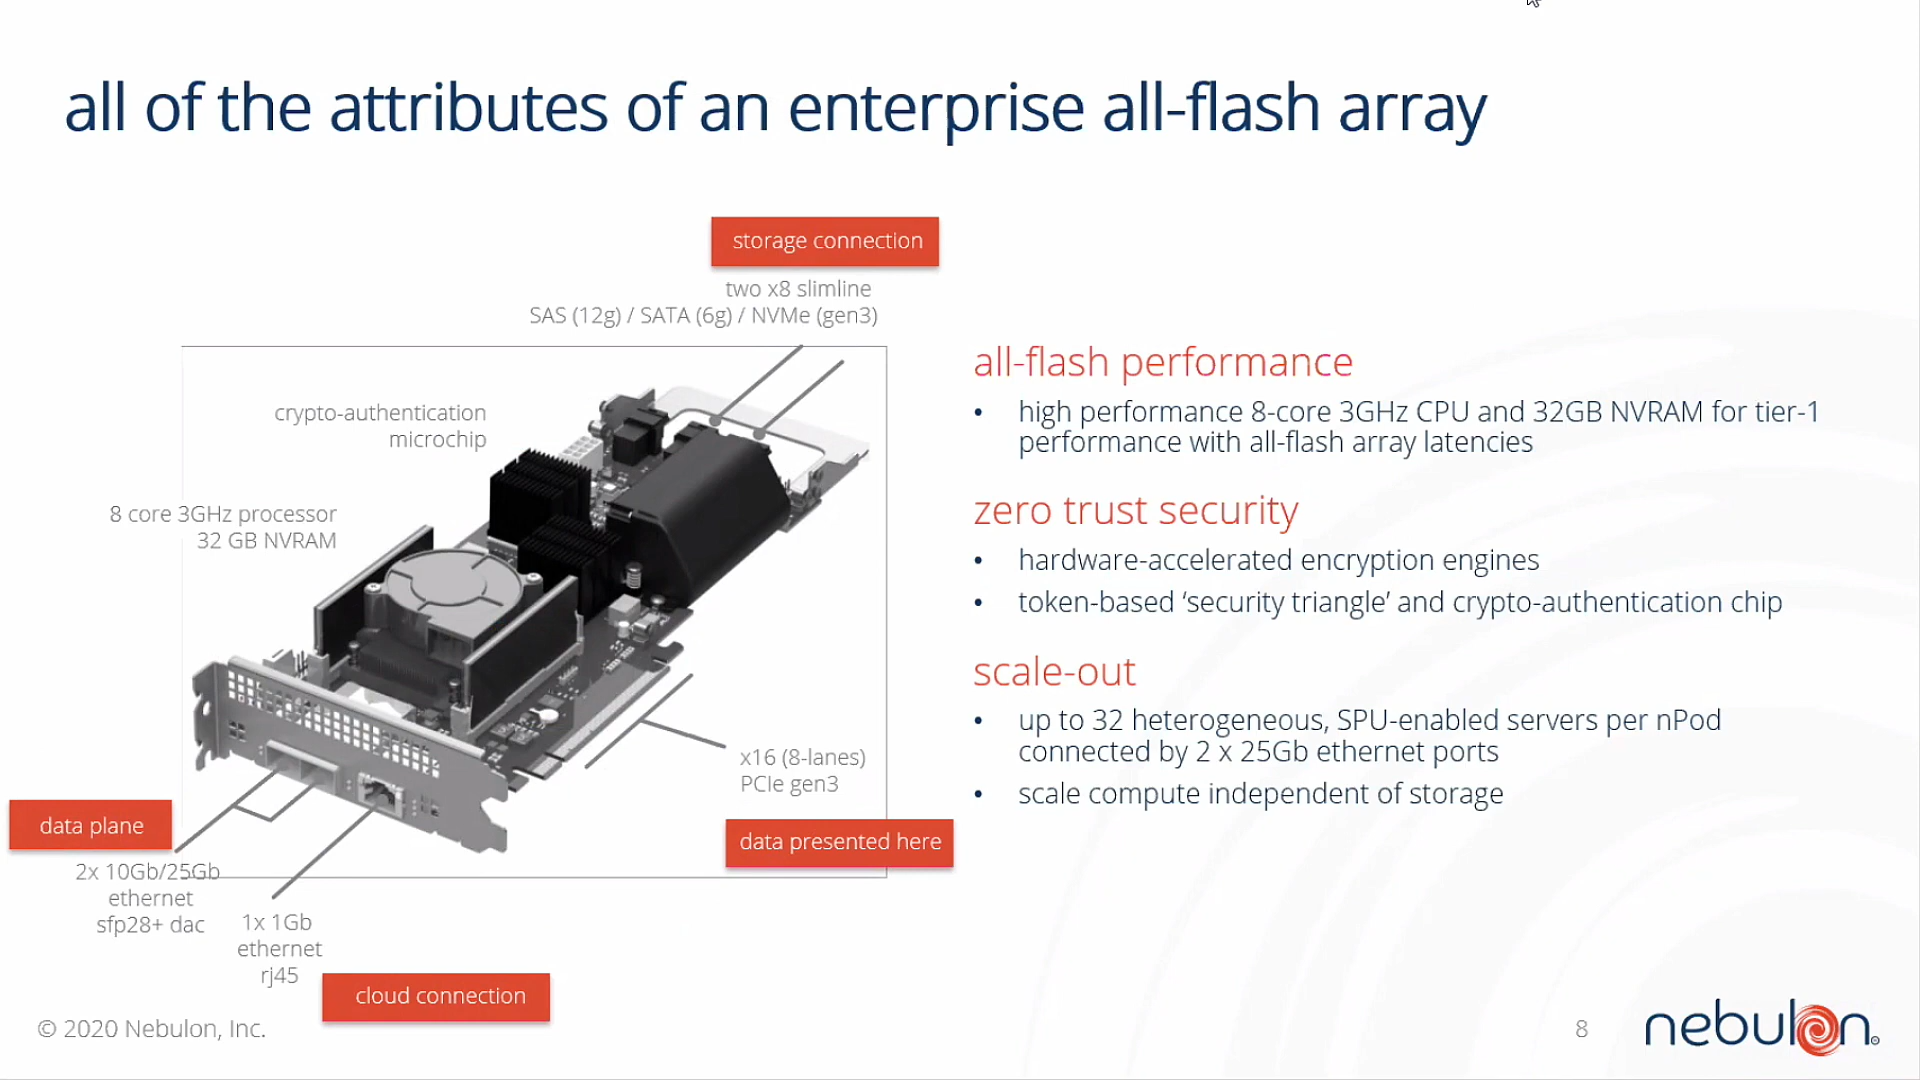 all of the attributes of an enterprise all-flash array
storage connection
two x8 slimline
SAS (12g) / SATA (6g) / NVMe (gen3)
crypto-authentication
microchip
8 core 3GHz processor
32 GB NVRAM
x16 (8-lanes)
PCIe gen3
data presented here
data plane
2x 10Gb/25Gb
ethernet
sfp28+ dac
1x 1Gb
ethernet
rj45
cloud connection
all-flash performance
• high performance 8-core 3GHz CPU and 32GB NVRAM for tier-1
performance with all-flash array latencies
zero trust security
• hardware-accelerated encryption engines
• token-based ‘security triangle’ and crypto-authentication chip
scale-out
• up to 32 heterogeneous, SPU-enabled servers per nPod
connected by 2 x 25Gb ethernet ports
• scale compute independent of storage
© 2020 Nebulon, Inc.
8
nebulon®